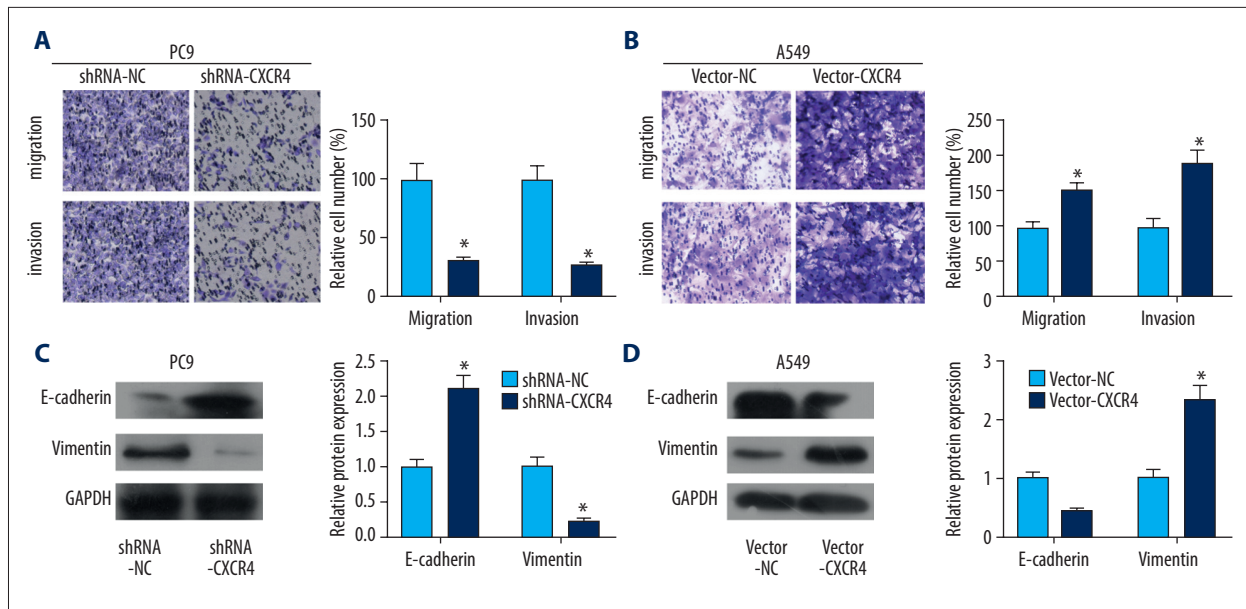 A
PC9
shRNA-NC shRNA-CXCR4
migration
invasion
Relative cell number (%)
150
100
50
0
*
*
Migration Invasion
B
A549
Vector-NC Vector-CXCR4
migration
invasion
Relative cell number (%)
250
200
150
100
50
0
*
*
Migration Invasion
C
PC9
E-cadherin
Vimentin
GAPDH
shRNA shRNA
-NC -CXCR4
Relative protein expression
2.5
2.0
1.5
1.0
0.5
0.0
*
*
shRNA-NC
shRNA-CXCR4
E-cadherin Vimentin
D
A549
E-cadherin
Vimentin
GAPDH
Vector Vector
-NC -CXCR4
Relative protein expression
3
2
1
0
*
Vector-NC
Vector-CXCR4
E-cadherin Vimentin